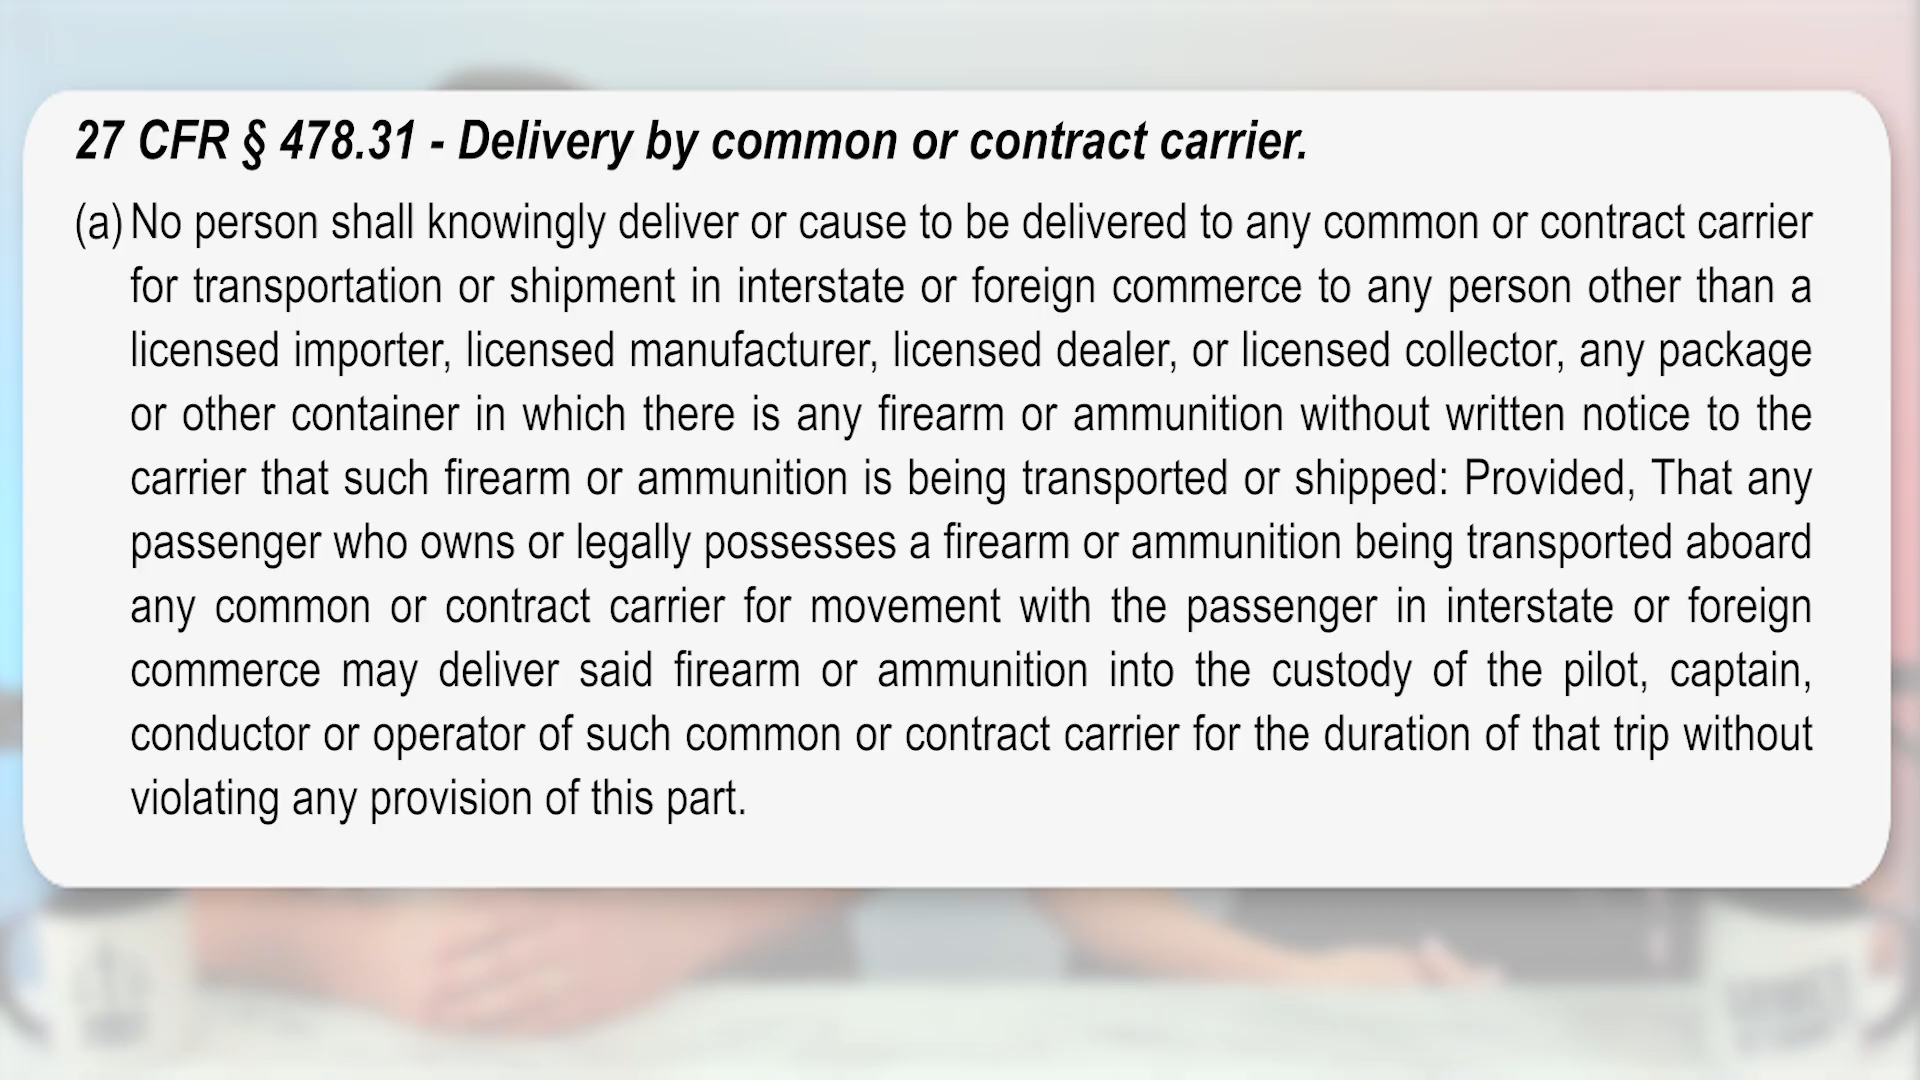 27 CFR § 478.31 - Delivery by common or contract carrier.
(a) No person shall knowingly deliver or cause to be delivered to any common or contract carrier
for transportation or shipment in interstate or foreign commerce to any person other than a
licensed importer, licensed manufacturer, licensed dealer, or licensed collector, any package
or other container in which there is any firearm or ammunition without written notice to the
carrier that such firearm or ammunition is being transported or shipped: Provided, That any
passenger who owns or legally possesses a firearm or ammunition being transported aboard
any common or contract carrier for movement with the passenger in interstate or foreign
commerce may deliver said firearm or ammunition into the custody of the pilot, captain,
conductor or operator of such common or contract carrier for the duration of that trip without
violating any provision of this part.